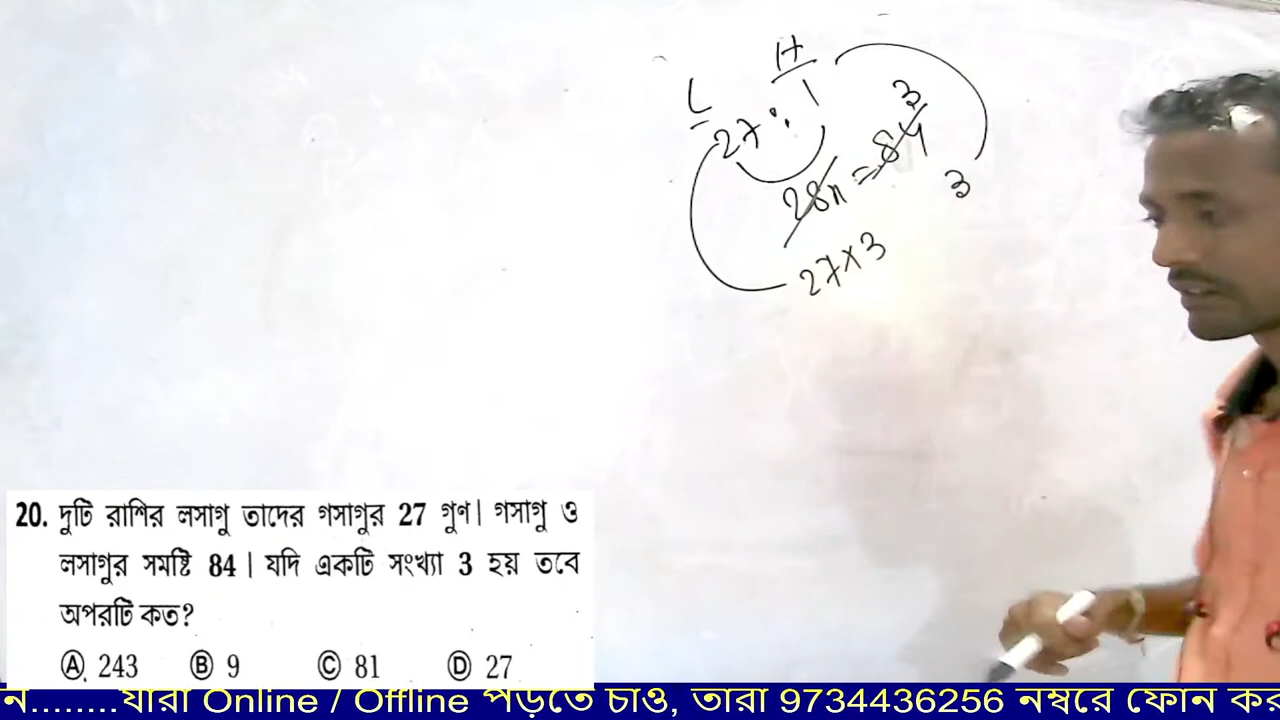 L H
27 : 1
28x = 84 3
3
27×3
20. দুটি রাশির লসাগু তাদের গসাগুর 27 গুণ। গসাগু ও
লসাগুর সমষ্টি 84। যদি একটি সংখ্যা 3 হয় তবে
অপরটি কত?
Ⓐ 243 Ⓑ 9 Ⓒ 81 Ⓓ 27
ন........যারা Online / Offline পড়তে চাও, তারা 9734436256 নম্বরে ফোন কর